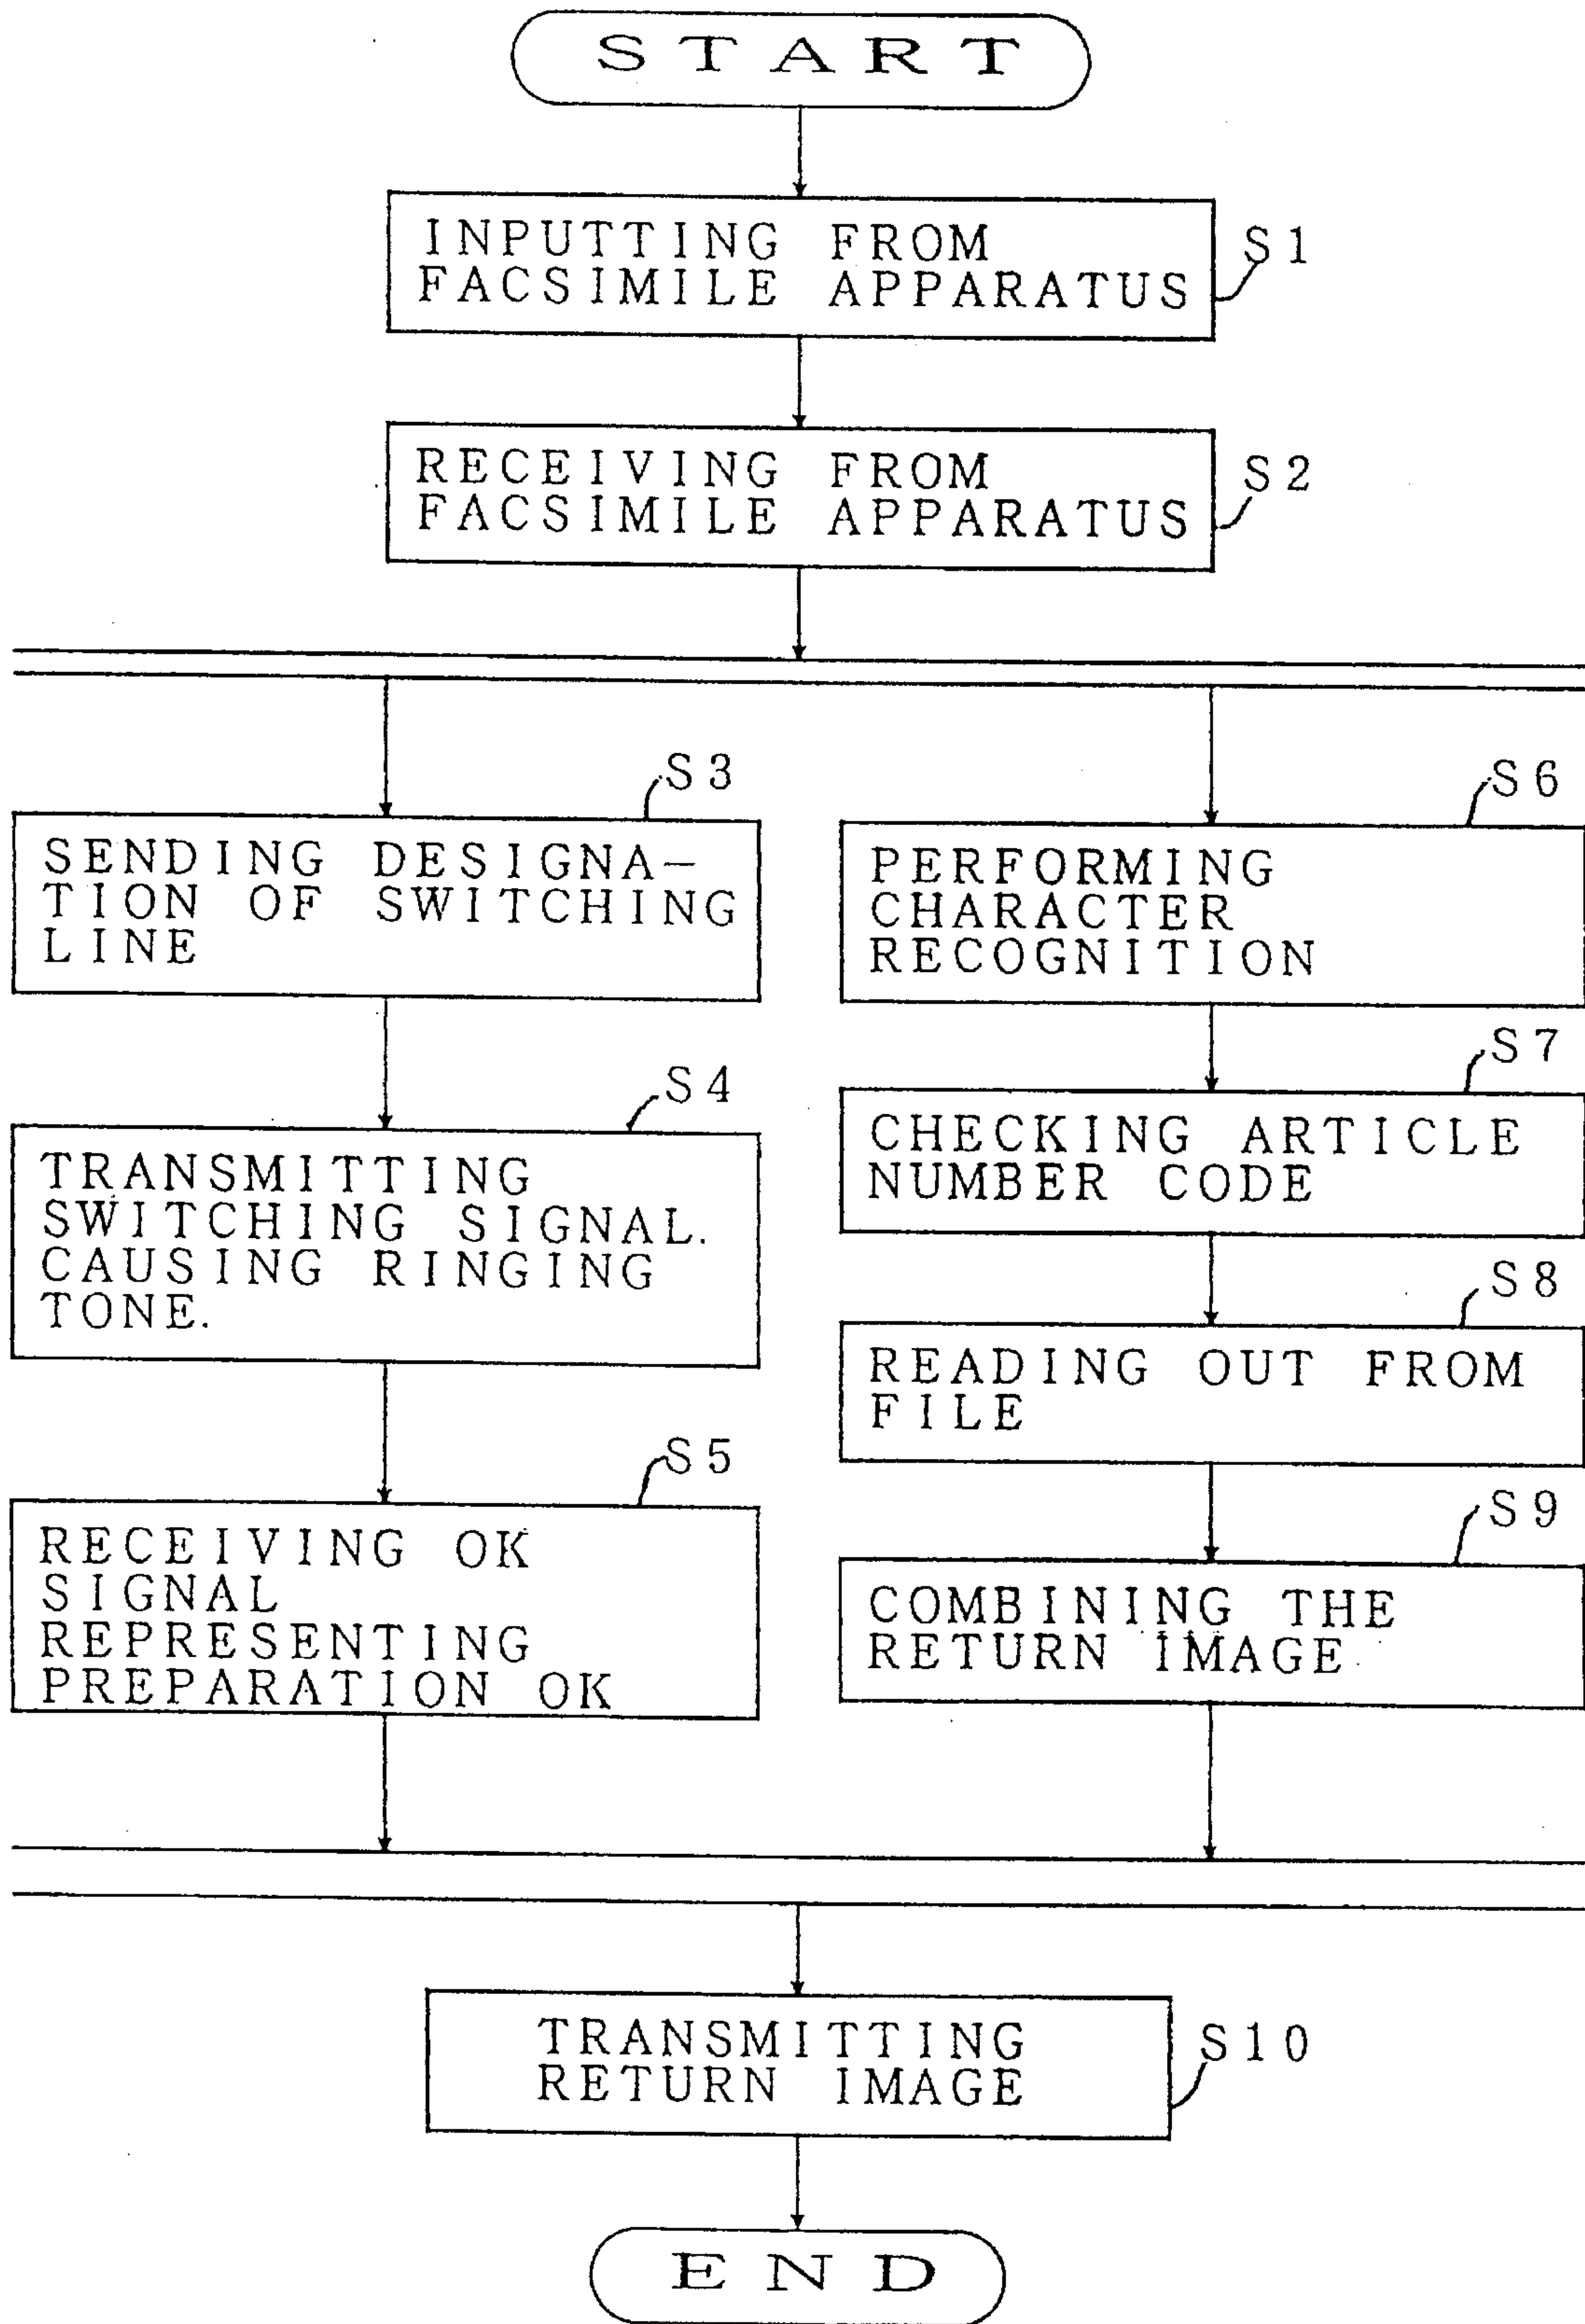 START
INPUTTING FROM
FACSIMILE APPARATUS
S1
RECEIVING FROM
FACSIMILE APPARATUS
S2
S3
SENDING DESIGNA-
TION OF SWITCHING
LINE
S4
TRANSMITTING
SWITCHING SIGNAL.
CAUSING RINGING
TONE.
S5
RECEIVING OK
SIGNAL
REPRESENTING
PREPARATION OK
S6
PERFORMING
CHARACTER
RECOGNITION
S7
CHECKING ARTICLE
NUMBER CODE
S8
READING OUT FROM
FILE
S9
COMBINING THE
RETURN IMAGE
TRANSMITTING
RETURN IMAGE
S10
END